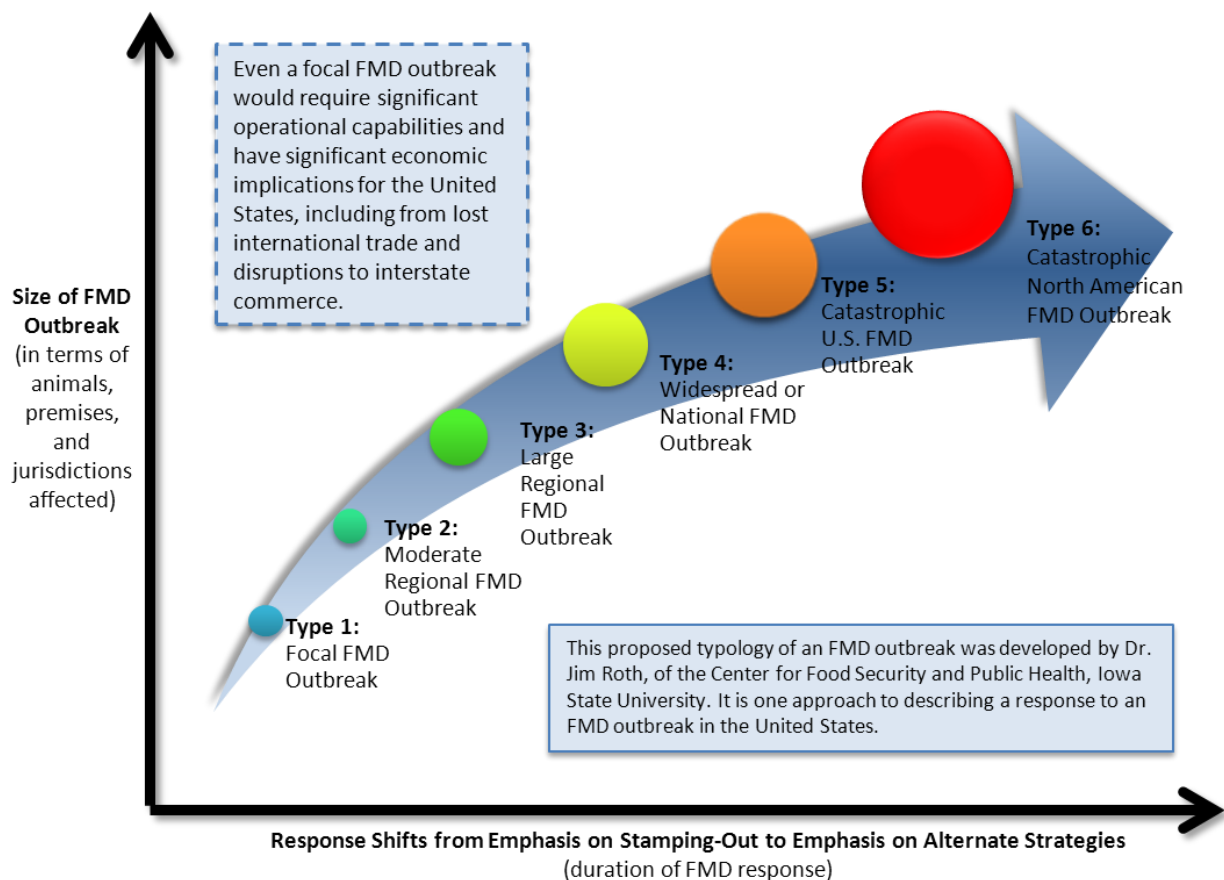 Even a focal FMD outbreak
would require significant
operational capabilities and
have significant economic
implications for the United
States, including from lost
international trade and
disruptions to interstate
commerce.
Size of FMD
Outbreak
(in terms of
animals,
premises,
and
jurisdictions
affected)
Type 1:
Focal FMD
Outbreak
Type 2:
Moderate
Regional FMD
Outbreak
Type 3:
Large
Regional
FMD
Outbreak
Type 4:
Widespread or
National FMD
Outbreak
Type 5:
Catastrophic
U.S. FMD
Outbreak
Type 6:
Catastrophic
North American
FMD Outbreak
This proposed typology of an FMD outbreak was developed by Dr.
Jim Roth, of the Center for Food Security and Public Health, Iowa
State University. It is one approach to describing a response to an
FMD outbreak in the United States.
Response Shifts from Emphasis on Stamping-Out to Emphasis on Alternate Strategies
(duration of FMD response)